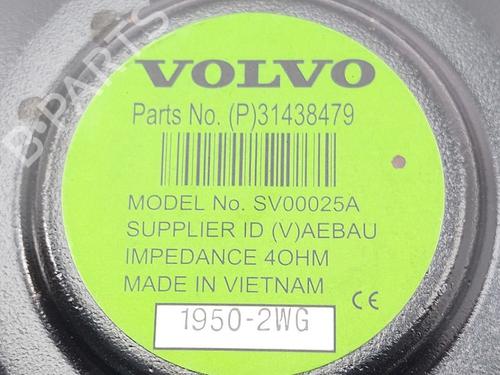 B-PARTS
VOLVO
Parts No. (P)31438479
MODEL No. SV00025A
SUPPLIER ID (V)AEBAU
IMPEDANCE 4OHM
MADE IN VIETNAM
1950-2WG
CE